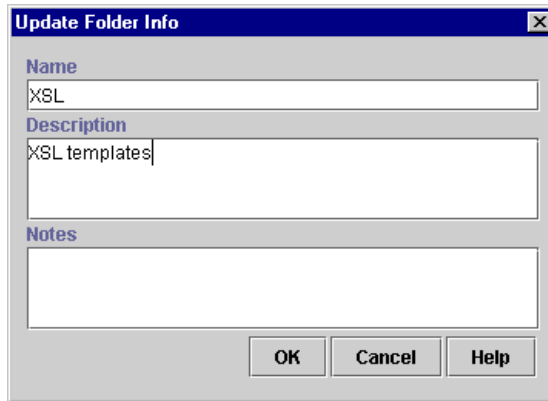 Update Folder Info
Name
XSL
Description
XSL templates
Notes
OK Cancel Help